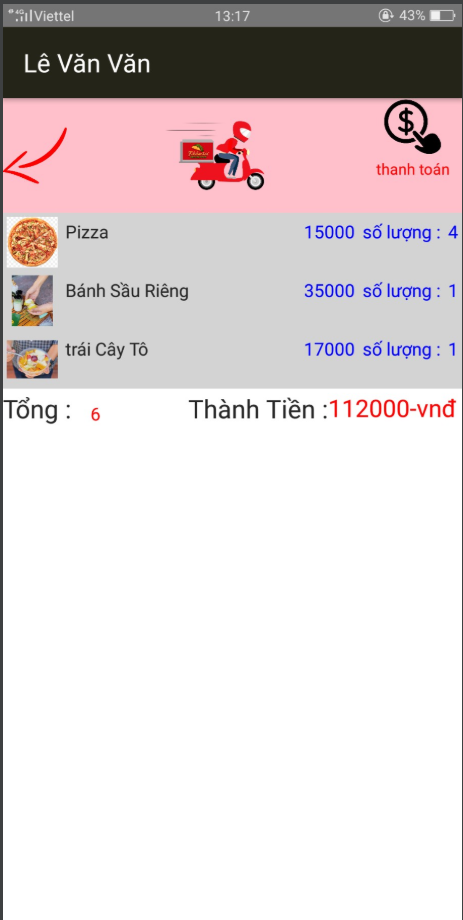 4G Viettel 13:17 43%
Lê Văn Văn
thanh toán
Pizza 15000 số lượng : 4
Bánh Sầu Riêng 35000 số lượng : 1
trái Cây Tô 17000 số lượng : 1
Tổng : 6 Thành Tiền :112000-vnđ